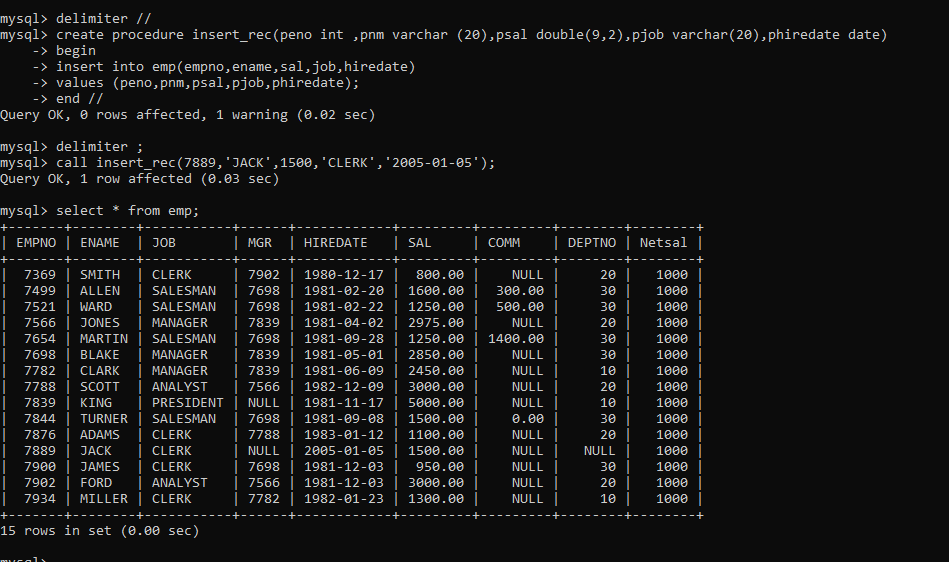 mysql> delimiter //
mysql> create procedure insert_rec(peno int ,pnm varchar (20),psal double(9,2),pjob varchar(20),phiredate date)
    -> begin
    -> insert into emp(empno,ename,sal,job,hiredate)
    -> values (peno,pnm,psal,pjob,phiredate);
    -> end //
Query OK, 0 rows affected, 1 warning (0.02 sec)

mysql> delimiter ;
mysql> call insert_rec(7889,'JACK',1500,'CLERK','2005-01-05');
Query OK, 1 row affected (0.03 sec)

mysql> select * from emp;
+-------+--------+-----------+------+------------+---------+---------+--------+--------+
| EMPNO | ENAME  | JOB       | MGR  | HIREDATE   | SAL     | COMM    | DEPTNO | Netsal |
+-------+--------+-----------+------+------------+---------+---------+--------+--------+
|  7369 | SMITH  | CLERK     | 7902 | 1980-12-17 |  800.00 |    NULL |     20 |   1000 |
|  7499 | ALLEN  | SALESMAN  | 7698 | 1981-02-20 | 1600.00 |  300.00 |     30 |   1000 |
|  7521 | WARD   | SALESMAN  | 7698 | 1981-02-22 | 1250.00 |  500.00 |     30 |   1000 |
|  7566 | JONES  | MANAGER   | 7839 | 1981-04-02 | 2975.00 |    NULL |     20 |   1000 |
|  7654 | MARTIN | SALESMAN  | 7698 | 1981-09-28 | 1250.00 | 1400.00 |     30 |   1000 |
|  7698 | BLAKE  | MANAGER   | 7839 | 1981-05-01 | 2850.00 |    NULL |     30 |   1000 |
|  7782 | CLARK  | MANAGER   | 7839 | 1981-06-09 | 2450.00 |    NULL |     10 |   1000 |
|  7788 | SCOTT  | ANALYST   | 7566 | 1982-12-09 | 3000.00 |    NULL |     20 |   1000 |
|  7839 | KING   | PRESIDENT | NULL | 1981-11-17 | 5000.00 |    NULL |     10 |   1000 |
|  7844 | TURNER | SALESMAN  | 7698 | 1981-09-08 | 1500.00 |    0.00 |     30 |   1000 |
|  7876 | ADAMS  | CLERK     | 7788 | 1983-01-12 | 1100.00 |    NULL |     20 |   1000 |
|  7889 | JACK   | CLERK     | NULL | 2005-01-05 | 1500.00 |    NULL |   NULL |   1000 |
|  7900 | JAMES  | CLERK     | 7698 | 1981-12-03 |  950.00 |    NULL |     30 |   1000 |
|  7902 | FORD   | ANALYST   | 7566 | 1981-12-03 | 3000.00 |    NULL |     20 |   1000 |
|  7934 | MILLER | CLERK     | 7782 | 1982-01-23 | 1300.00 |    NULL |     10 |   1000 |
+-------+--------+-----------+------+------------+---------+---------+--------+--------+
15 rows in set (0.00 sec)

mysql>